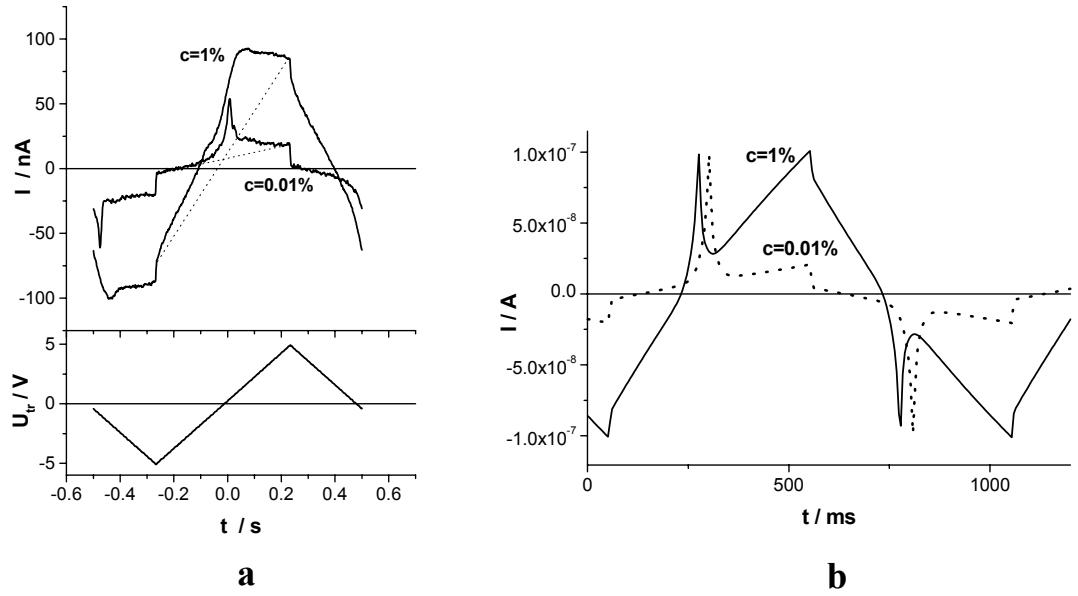 100
50
0
-50
-100
I / nA
c=1%
c=0.01%
5
0
-5
U_tr / V
-0.6 -0.4 -0.2 0.0 0.2 0.4 0.6
t / s
a
1.0x10^-7
5.0x10^-8
0.0
-5.0x10^-8
-1.0x10^-7
I / A
c=1%
c=0.01%
0 500 1000
t / ms
b